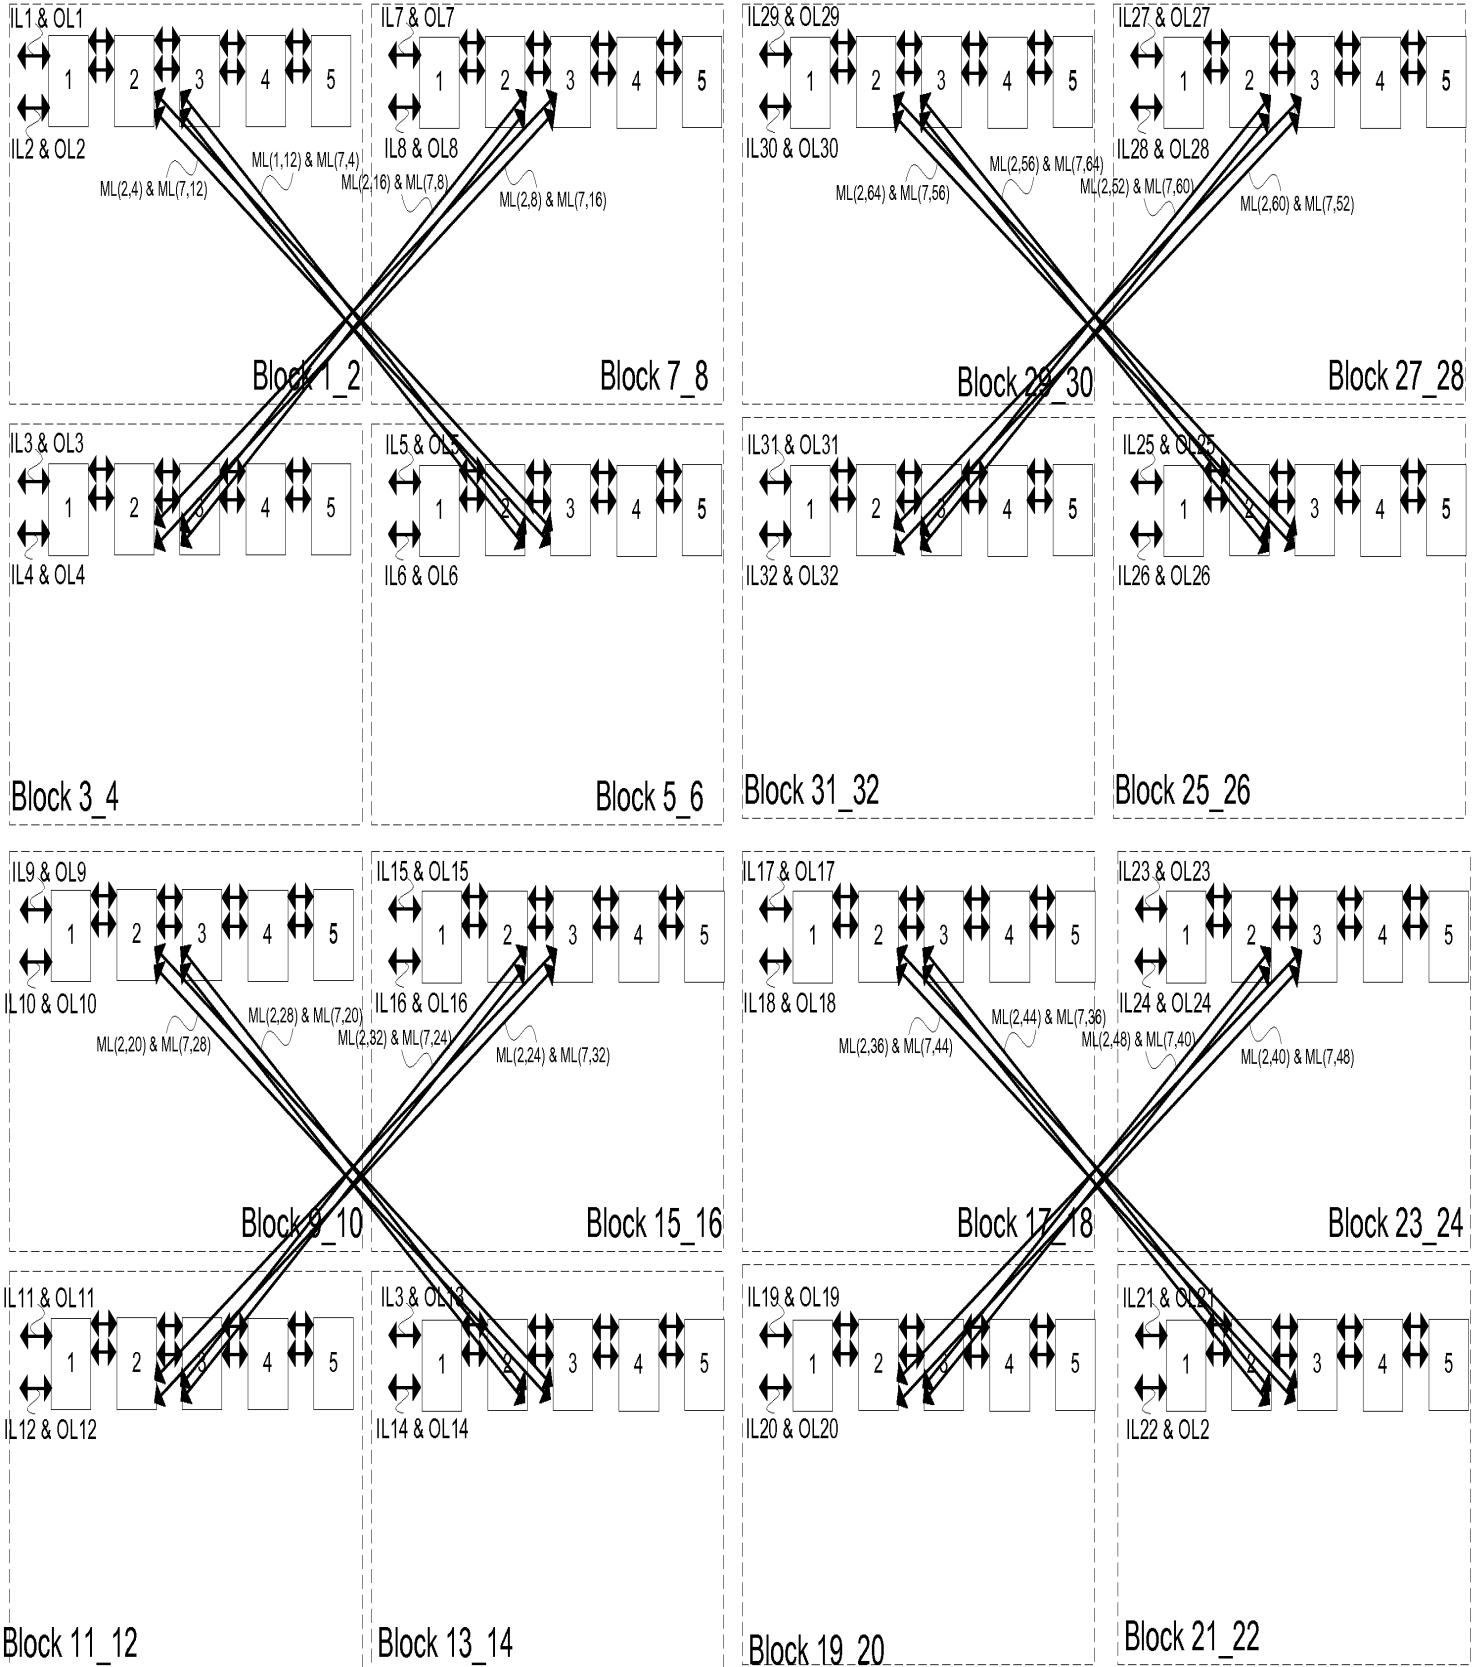 IL1 & OL1
1 2 3 4 5
IL2 & OL2
ML(2,4) & ML(7,12)
ML(1,12) & ML(7,4)
Block 1_2
IL7 & OL7
1 2 3 4 5
IL8 & OL8
ML(2,16) & ML(7,8)
ML(2,8) & ML(7,16)
Block 7_8
IL29 & OL29
1 2 3 4 5
IL30 & OL30
ML(2,64) & ML(7,56)
ML(2,56) & ML(7,64)
Block 29_30
IL27 & OL27
1 2 3 4 5
IL28 & OL28
ML(2,52) & ML(7,60)
ML(2,60) & ML(7,52)
Block 27_28
IL3 & OL3
1 2 3 4 5
IL4 & OL4
Block 3_4
IL5 & OL5
1 2 3 4 5
IL6 & OL6
Block 5_6
IL31 & OL31
1 2 3 4 5
IL32 & OL32
Block 31_32
IL25 & OL25
1 2 3 4 5
IL26 & OL26
Block 25_26
IL9 & OL9
1 2 3 4 5
IL10 & OL10
ML(2,20) & ML(7,28)
ML(2,28) & ML(7,20)
Block 9_10
IL15 & OL15
1 2 3 4 5
IL16 & OL16
ML(2,32) & ML(7,24)
ML(2,24) & ML(7,32)
Block 15_16
IL17 & OL17
1 2 3 4 5
IL18 & OL18
ML(2,36) & ML(7,44)
ML(2,44) & ML(7,36)
Block 17_18
IL23 & OL23
1 2 3 4 5
IL24 & OL24
ML(2,48) & ML(7,40)
ML(2,40) & ML(7,48)
Block 23_24
IL11 & OL11
1 2 3 4 5
IL12 & OL12
Block 11_12
IL3 & OL13
1 2 3 4 5
IL14 & OL14
Block 13_14
IL19 & OL19
1 2 3 4 5
IL20 & OL20
Block 19_20
IL21 & OL21
1 2 3 4 5
IL22 & OL2
Block 21_22